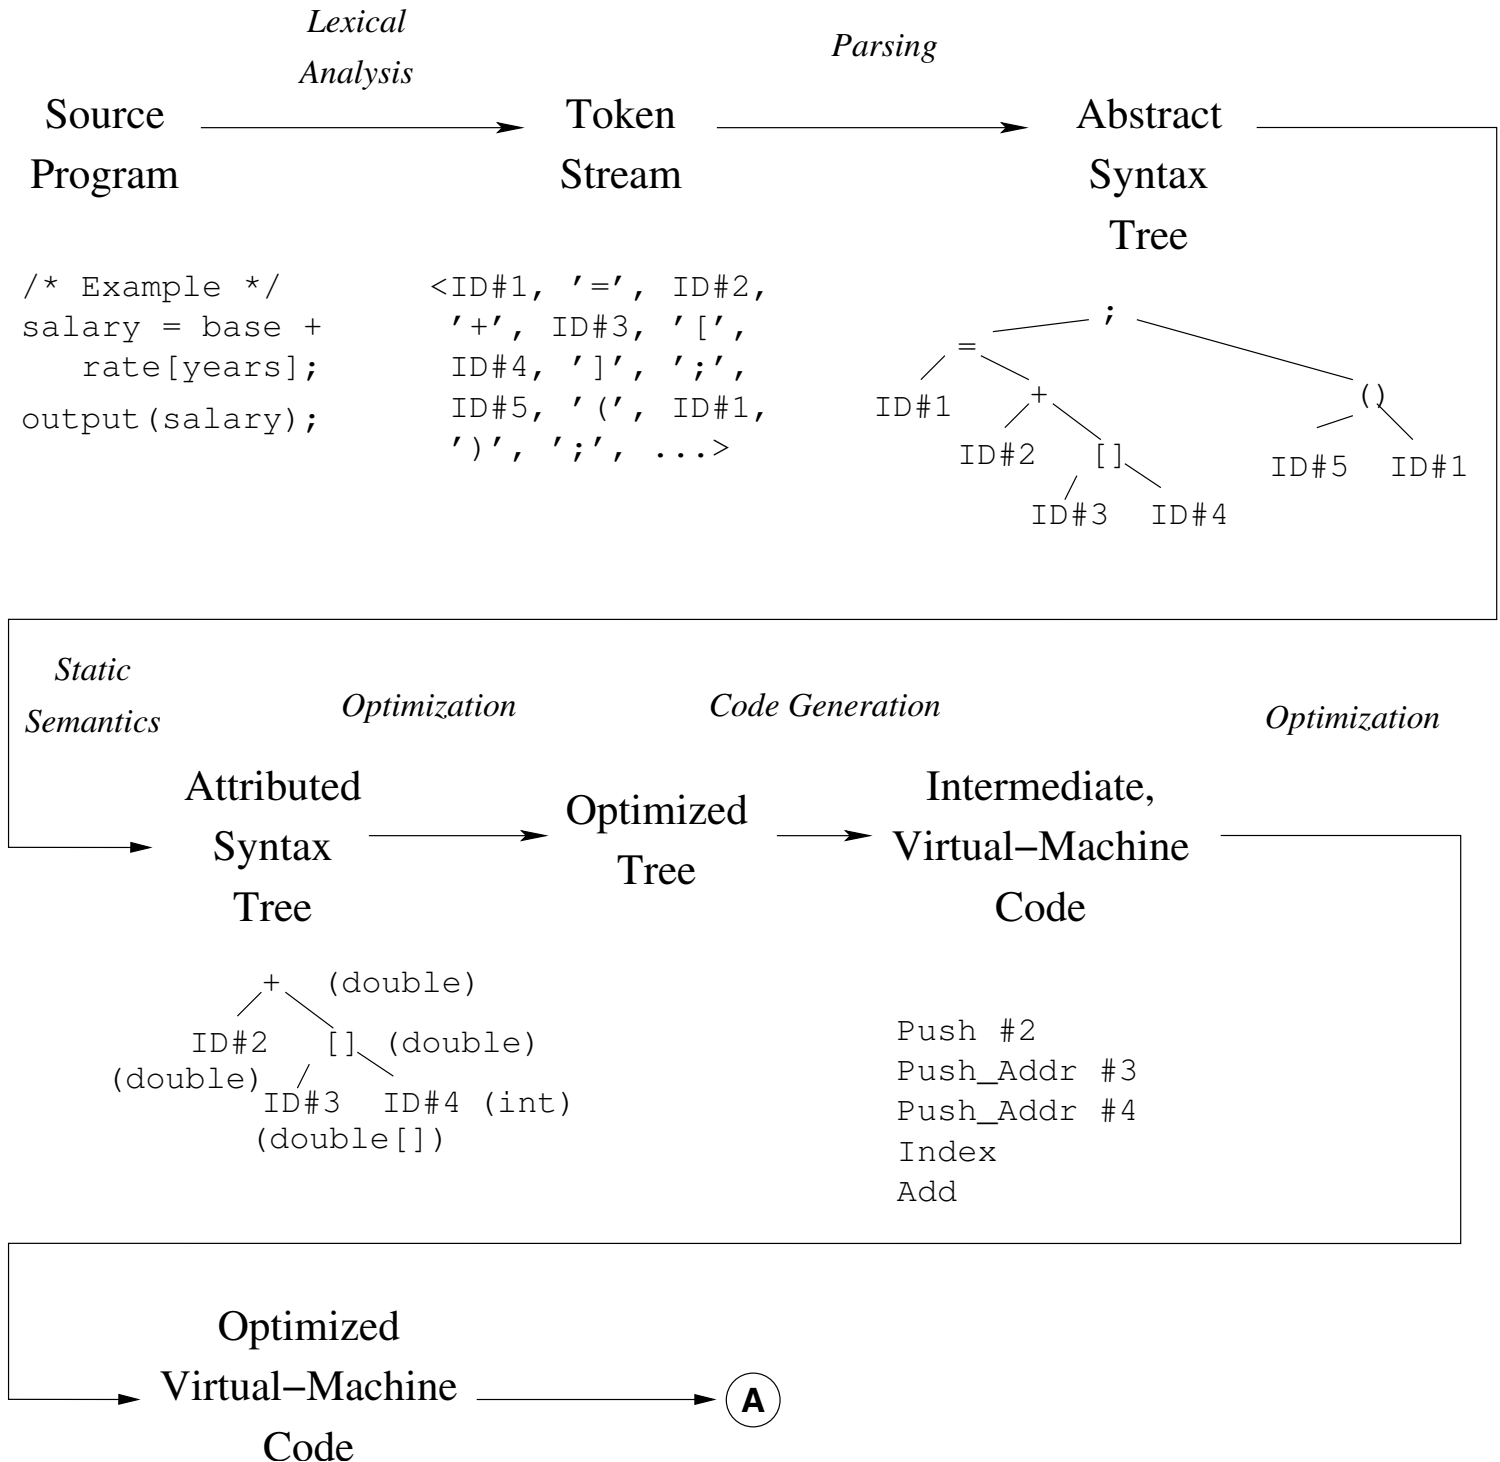 Lexical
Analysis
Parsing
Source
Program
Token
Stream
Abstract
Syntax
Tree
/* Example */
salary = base +
rate[years];
output(salary);
<ID#1, '=', ID#2,
'+', ID#3, '[',
ID#4, ']', ';',
ID#5, '(', ID#1,
')', ';', ...>
;
=
ID#1
+
()
ID#2
[]
ID#5
ID#1
ID#3
ID#4
Static
Semantics
Optimization
Code Generation
Optimization
Attributed
Syntax
Tree
Optimized
Tree
Intermediate,
Virtual−Machine
Code
+ (double)
ID#2 [] (double)
(double)
ID#3 ID#4 (int)
(double[])
Push #2
Push_Addr #3
Push_Addr #4
Index
Add
Optimized
Virtual−Machine
Code
A